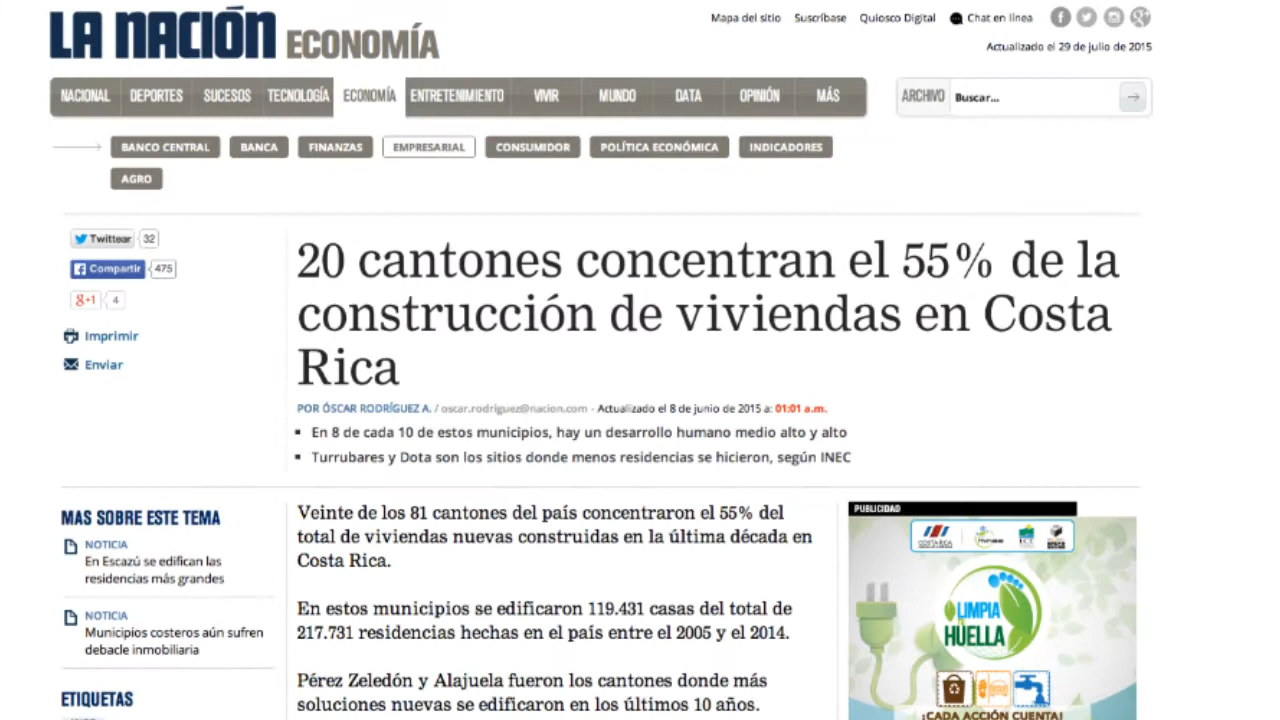 LA NACIÓN ECONOMÍA
Mapa del sitio Suscríbase Quiosco Digital Chat en línea
Actualizado el 29 de julio de 2015
NACIONAL DEPORTES SUCESOS TECNOLOGÍA ECONOMÍA ENTRETENIMIENTO VIVIR MUNDO DATA OPINIÓN MÁS
ARCHIVO Buscar...
BANCO CENTRAL BANCA FINANZAS EMPRESARIAL CONSUMIDOR POLÍTICA ECONÓMICA INDICADORES
AGRO
Twittear 32
Compartir 475
g+1 4
Imprimir
Enviar
20 cantones concentran el 55% de la
construcción de viviendas en Costa
Rica
POR ÓSCAR RODRÍGUEZ A. / oscar.rodriguez@nacion.com - Actualizado el 8 de junio de 2015 a: 01:01 a.m.
En 8 de cada 10 de estos municipios, hay un desarrollo humano medio alto y alto
Turrubares y Dota son los sitios donde menos residencias se hicieron, según INEC
MAS SOBRE ESTE TEMA
NOTICIA
En Escazú se edifican las
residencias más grandes
NOTICIA
Municipios costeros aún sufren
debacle inmobiliaria
ETIQUETAS
Veinte de los 81 cantones del país concentraron el 55% del
total de viviendas nuevas construidas en la última década en
Costa Rica.
En estos municipios se edificaron 119.431 casas del total de
217.731 residencias hechas en el país entre el 2005 y el 2014.
Pérez Zeledón y Alajuela fueron los cantones donde más
soluciones nuevas se edificaron en los últimos 10 años.
PUBLICIDAD
COSTA RICA
LIMPIA
HUELLA
¡CADA ACCIÓN CUENTA!